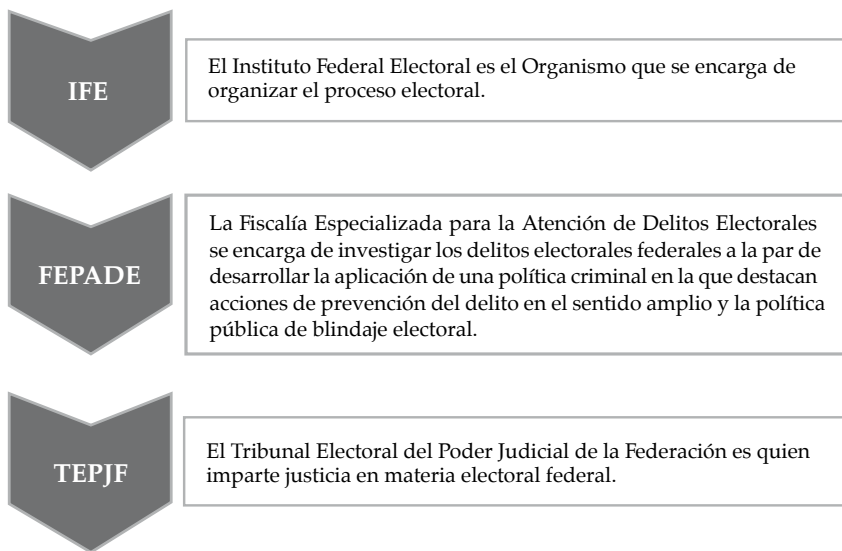 IFE
El Instituto Federal Electoral es el Organismo que se encarga de
organizar el proceso electoral.
FEPADE
La Fiscalía Especializada para la Atención de Delitos Electorales
se encarga de investigar los delitos electorales federales a la par de
desarrollar la aplicación de una política criminal en la que destacan
acciones de prevención del delito en el sentido amplio y la política
pública de blindaje electoral.
TEPJF
El Tribunal Electoral del Poder Judicial de la Federación es quien
imparte justicia en materia electoral federal.